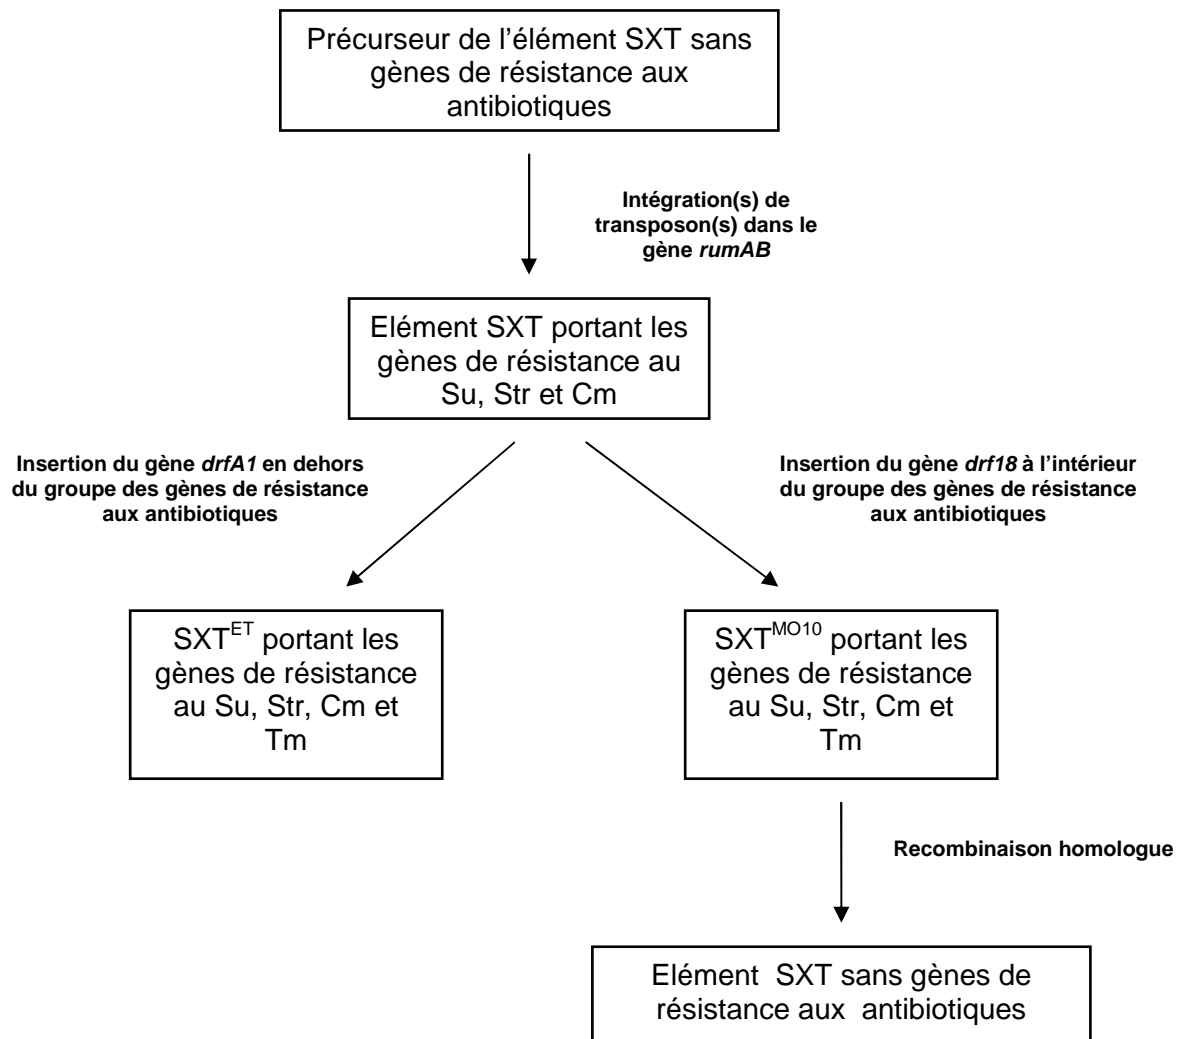 Précurseur de l’élément SXT sans
gènes de résistance aux
antibiotiques
Intégration(s) de
transposon(s) dans le
gène rumAB
Elément SXT portant les
gènes de résistance au
Su, Str et Cm
Insertion du gène drfA1 en dehors
du groupe des gènes de résistance
aux antibiotiques
Insertion du gène drf18 à l’intérieur
du groupe des gènes de résistance
aux antibiotiques
SXTET portant les
gènes de résistance
au Su, Str, Cm et
Tm
SXTMO10 portant les
gènes de résistance
au Su, Str, Cm et
Tm
Recombinaison homologue
Elément SXT sans gènes de
résistance aux antibiotiques